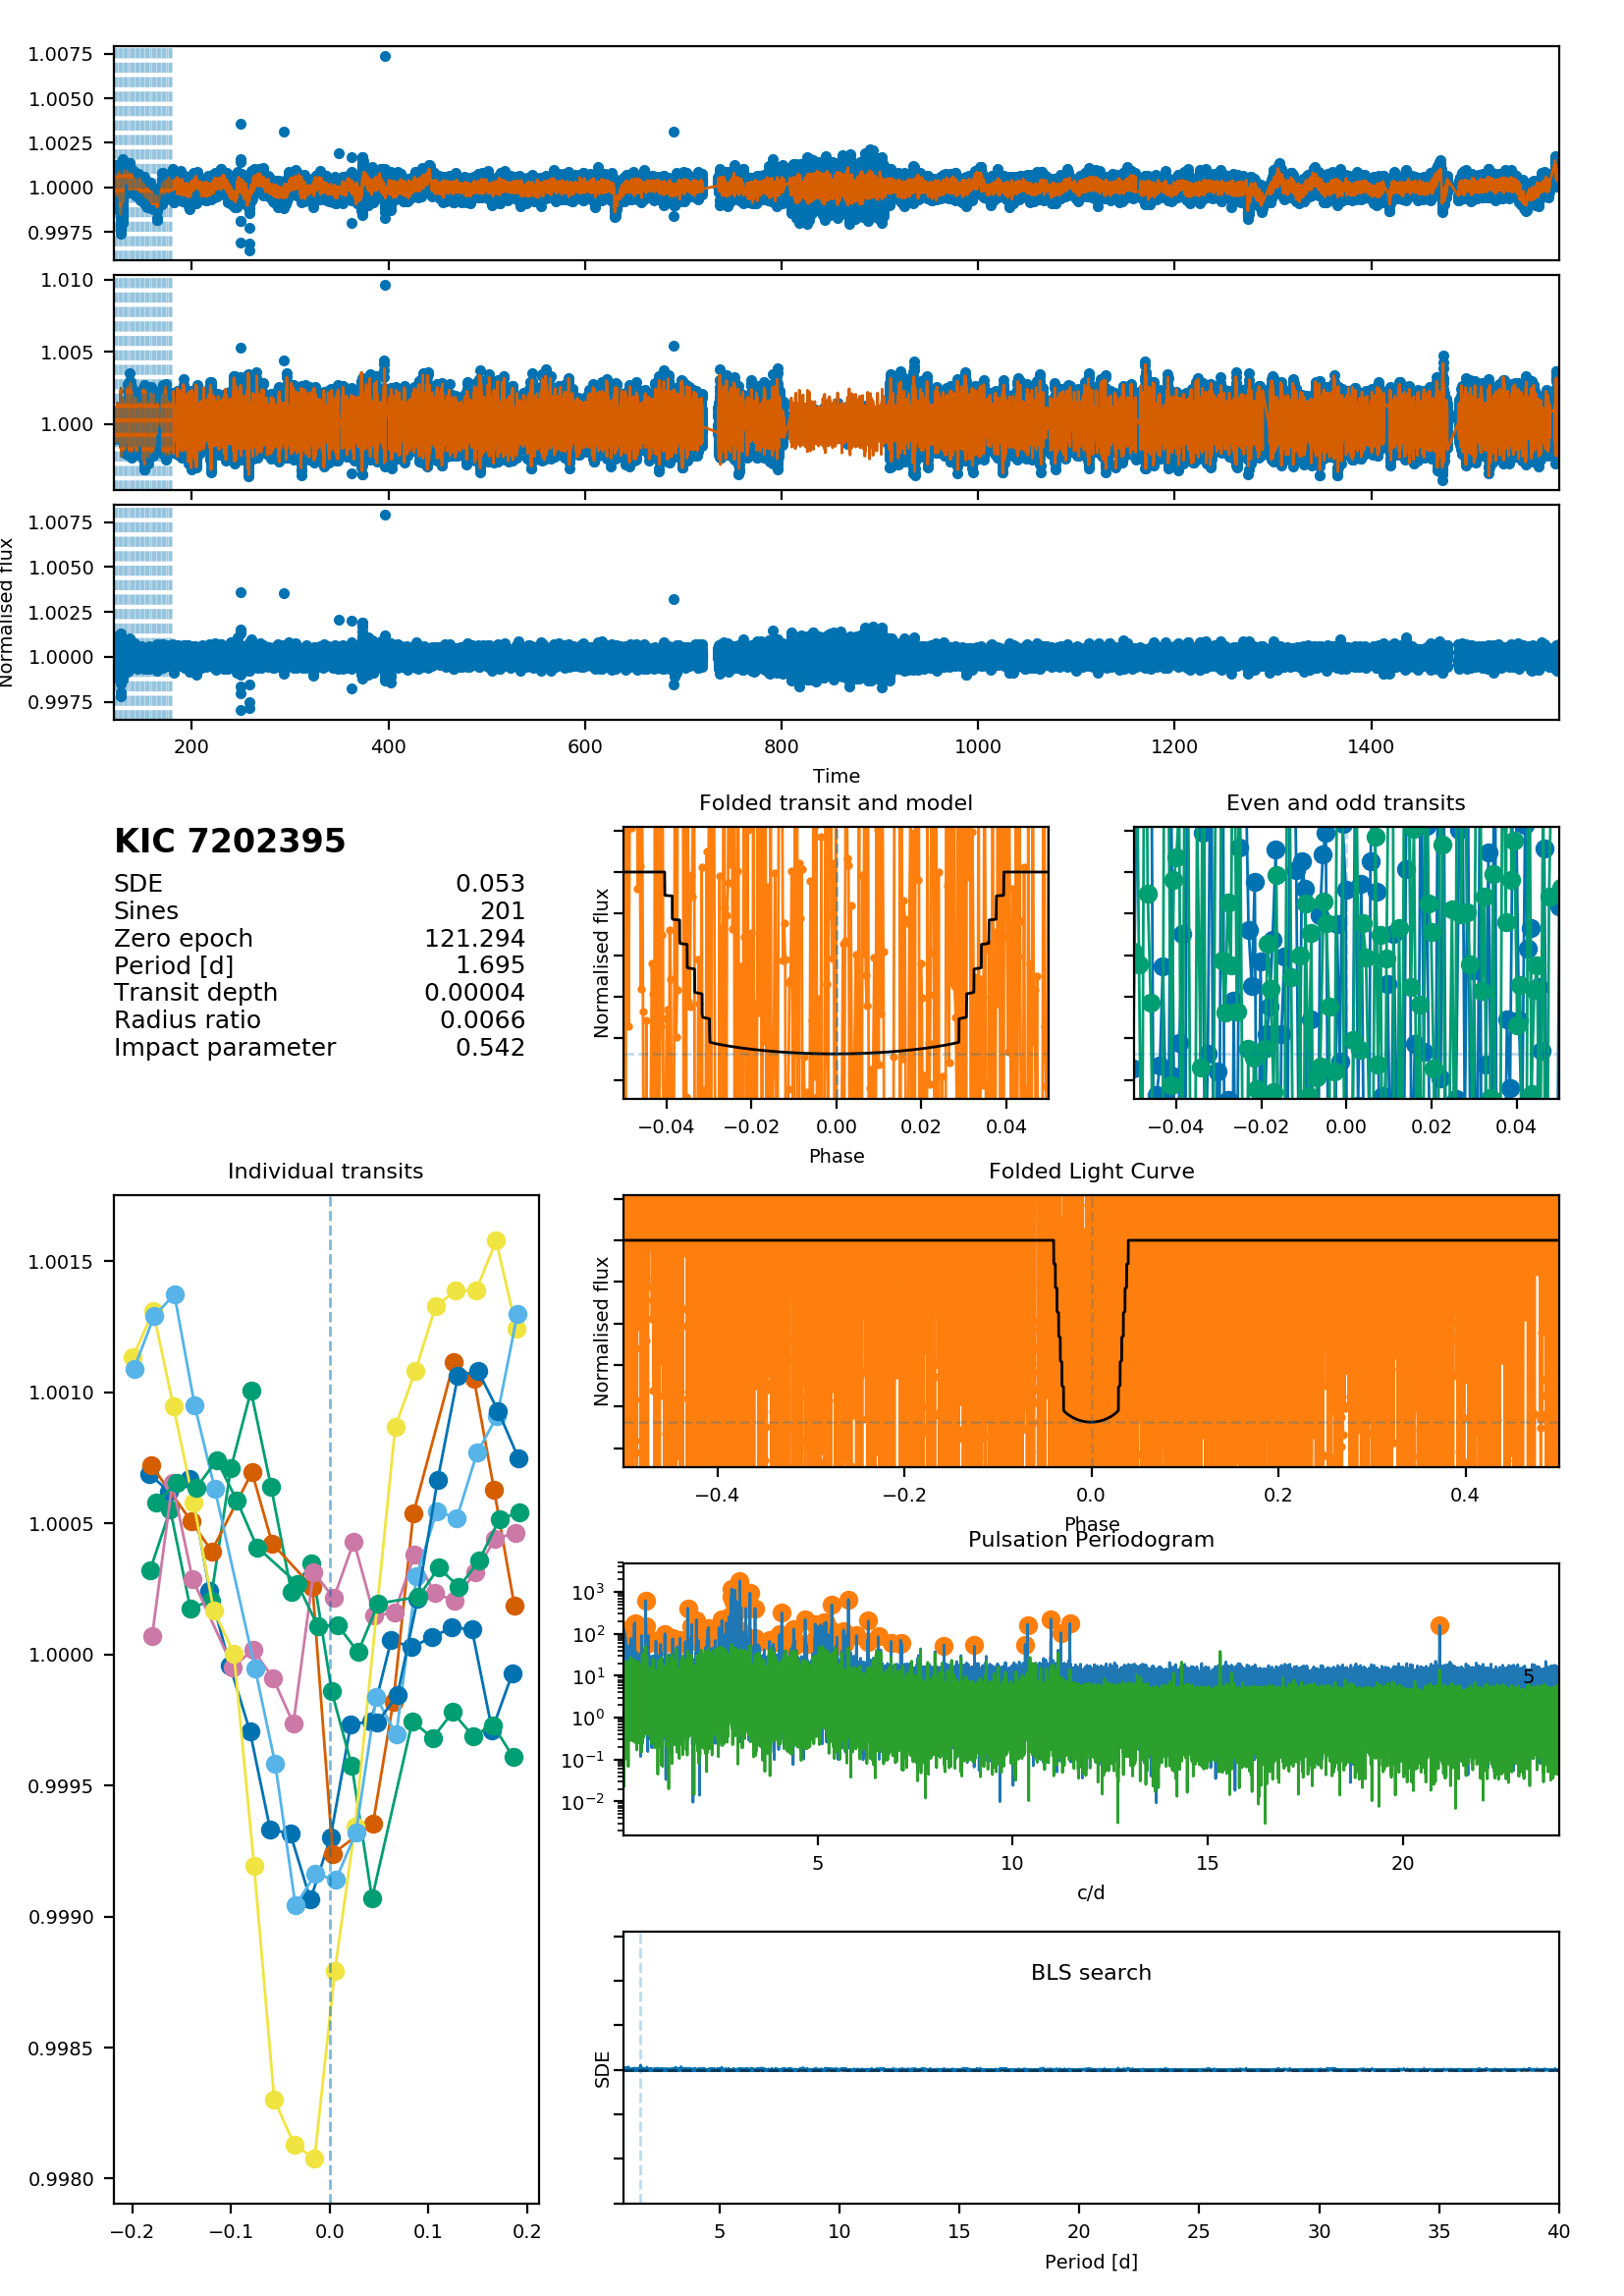 1.0075
1.0050
1.0025
1.0000
0.9975
1.010
1.005
1.000
1.0075
1.0050
1.0025
1.0000
0.9975
Normalised flux
200 400 600 800 1000 1200 1400
Time
KIC 7202395
SDE 0.053
Sines 201
Zero epoch 121.294
Period [d] 1.695
Transit depth 0.00004
Radius ratio 0.0066
Impact parameter 0.542
Folded transit and model
Normalised flux
−0.04 −0.02 0.00 0.02 0.04
Phase
Even and odd transits
−0.04 −0.02 0.00 0.02 0.04
Individual transits
1.0015
1.0010
1.0005
1.0000
0.9995
0.9990
0.9985
0.9980
−0.2 −0.1 0.0 0.1 0.2
Folded Light Curve
Normalised flux
−0.4 −0.2 0.0 0.2 0.4
Phase
Pulsation Periodogram
10³
10²
10¹
10⁰
10⁻¹
10⁻²
5
5 10 15 20
c/d
BLS search
SDE
5 10 15 20 25 30 35 40
Period [d]